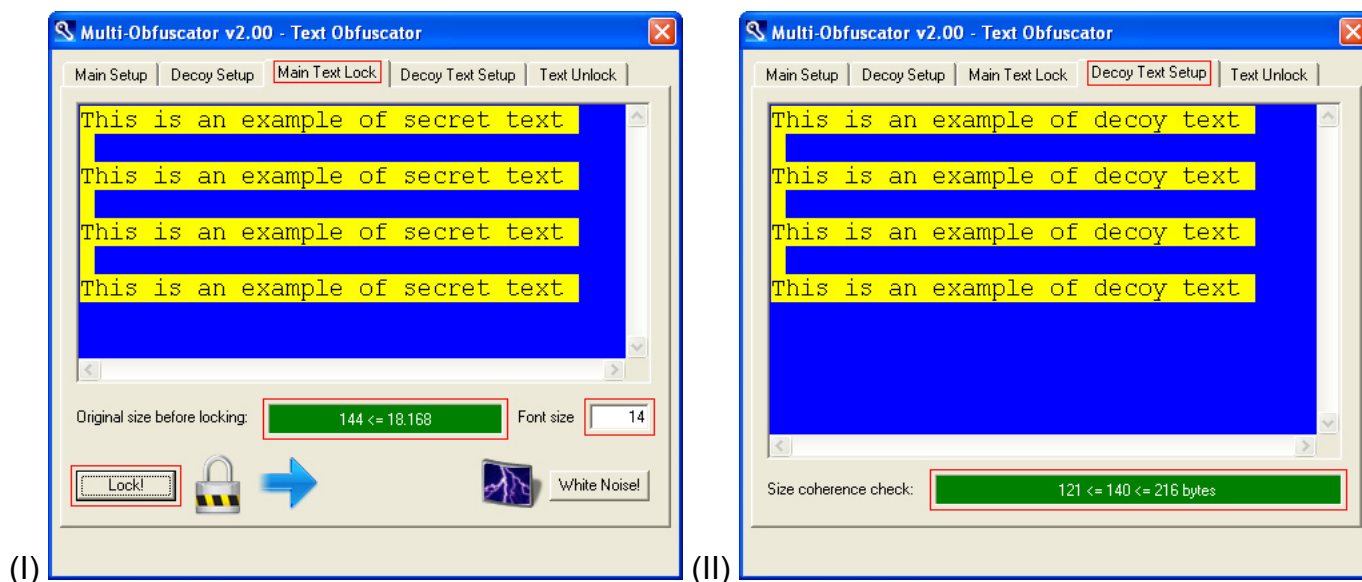 Multi-Obfuscator v2.00 - Text Obfuscator
Main Setup
Decoy Setup
Main Text Lock
Decoy Text Setup
Text Unlock
This is an example of secret text
This is an example of secret text
This is an example of secret text
This is an example of secret text
Original size before locking:
144 <= 18.168
Font size
14
Lock!
White Noise!
(I)
Multi-Obfuscator v2.00 - Text Obfuscator
Main Setup
Decoy Setup
Main Text Lock
Decoy Text Setup
Text Unlock
This is an example of decoy text
This is an example of decoy text
This is an example of decoy text
This is an example of decoy text
Size coherence check:
121 <= 140 <= 216 bytes
(II)